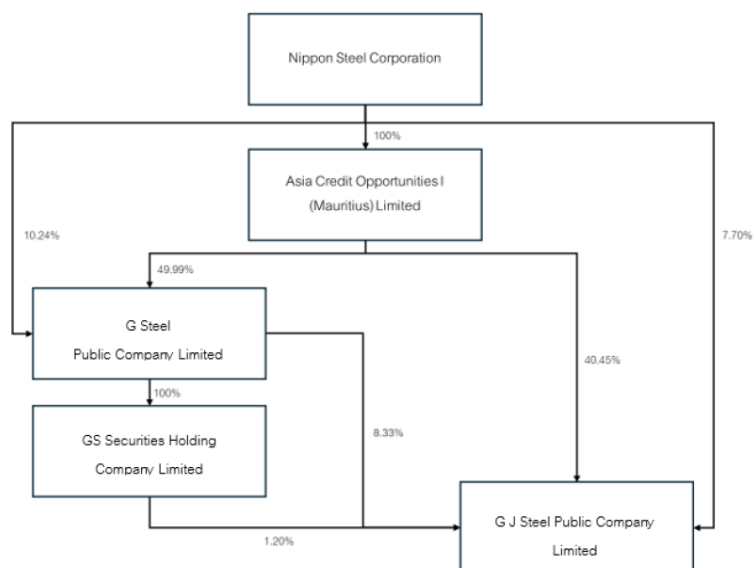 Nippon Steel Corporation
100%
Asia Credit Opportunities I
(Mauritius) Limited
10.24%
7.70%
49.99%
G Steel
Public Company Limited
40.45%
100%
8.33%
GS Securities Holding
Company Limited
G J Steel Public Company
Limited
1.20%